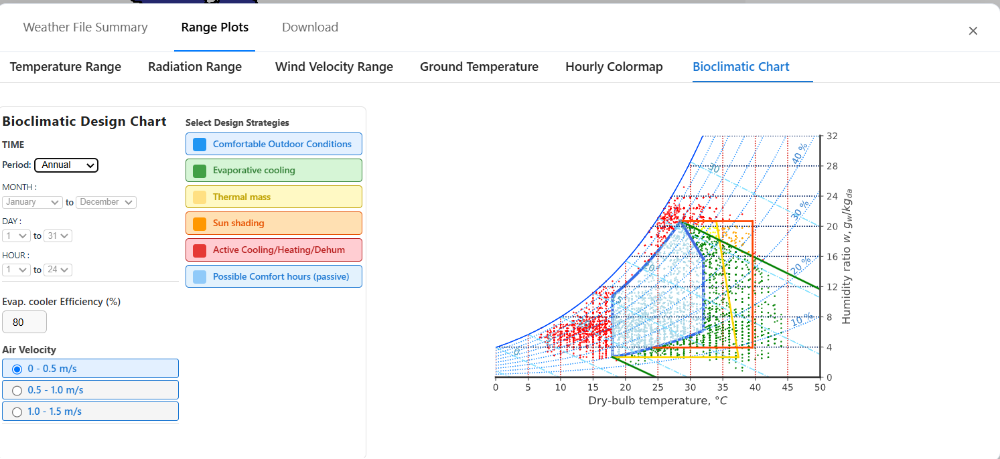 Weather File Summary
Range Plots
Download
×
Temperature Range
Radiation Range
Wind Velocity Range
Ground Temperature
Hourly Colormap
Bioclimatic Chart
Bioclimatic Design Chart
TIME
Period: Annual
MONTH :
January to December
DAY :
1 to 31
HOUR :
1 to 24
Evap. cooler Efficiency (%)
80
Air Velocity
0 - 0.5 m/s
0.5 - 1.0 m/s
1.0 - 1.5 m/s
Select Design Strategies
Comfortable Outdoor Conditions
Evaporative cooling
Thermal mass
Sun shading
Active Cooling/Heating/Dehum
Possible Comfort hours (passive)
32
28
24
20
16
12
8
4
0
Humidity ratio w, g_w/kg_da
40 %
30 %
20 %
10 %
30
0
0 5 10 15 20 25 30 35 40 45 50
Dry-bulb temperature, °C